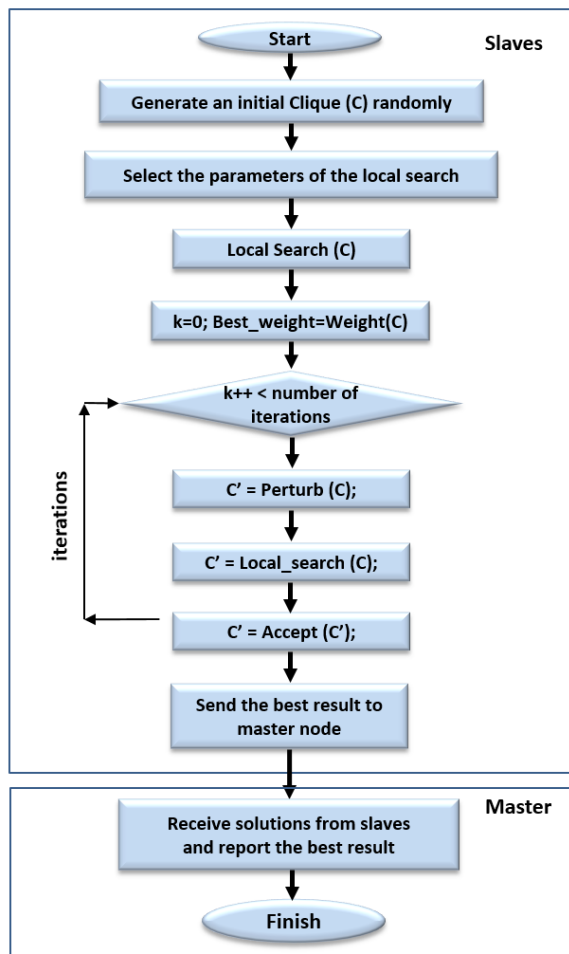 Start
Slaves
Generate an initial Clique (C) randomly
Select the parameters of the local search
Local Search (C)
k=0; Best_weight=Weight(C)
k++ < number of
iterations
C’ = Perturb (C);
iterations
C’ = Local_search (C);
C’ = Accept (C’);
Send the best result to
master node
Master
Receive solutions from slaves
and report the best result
Finish